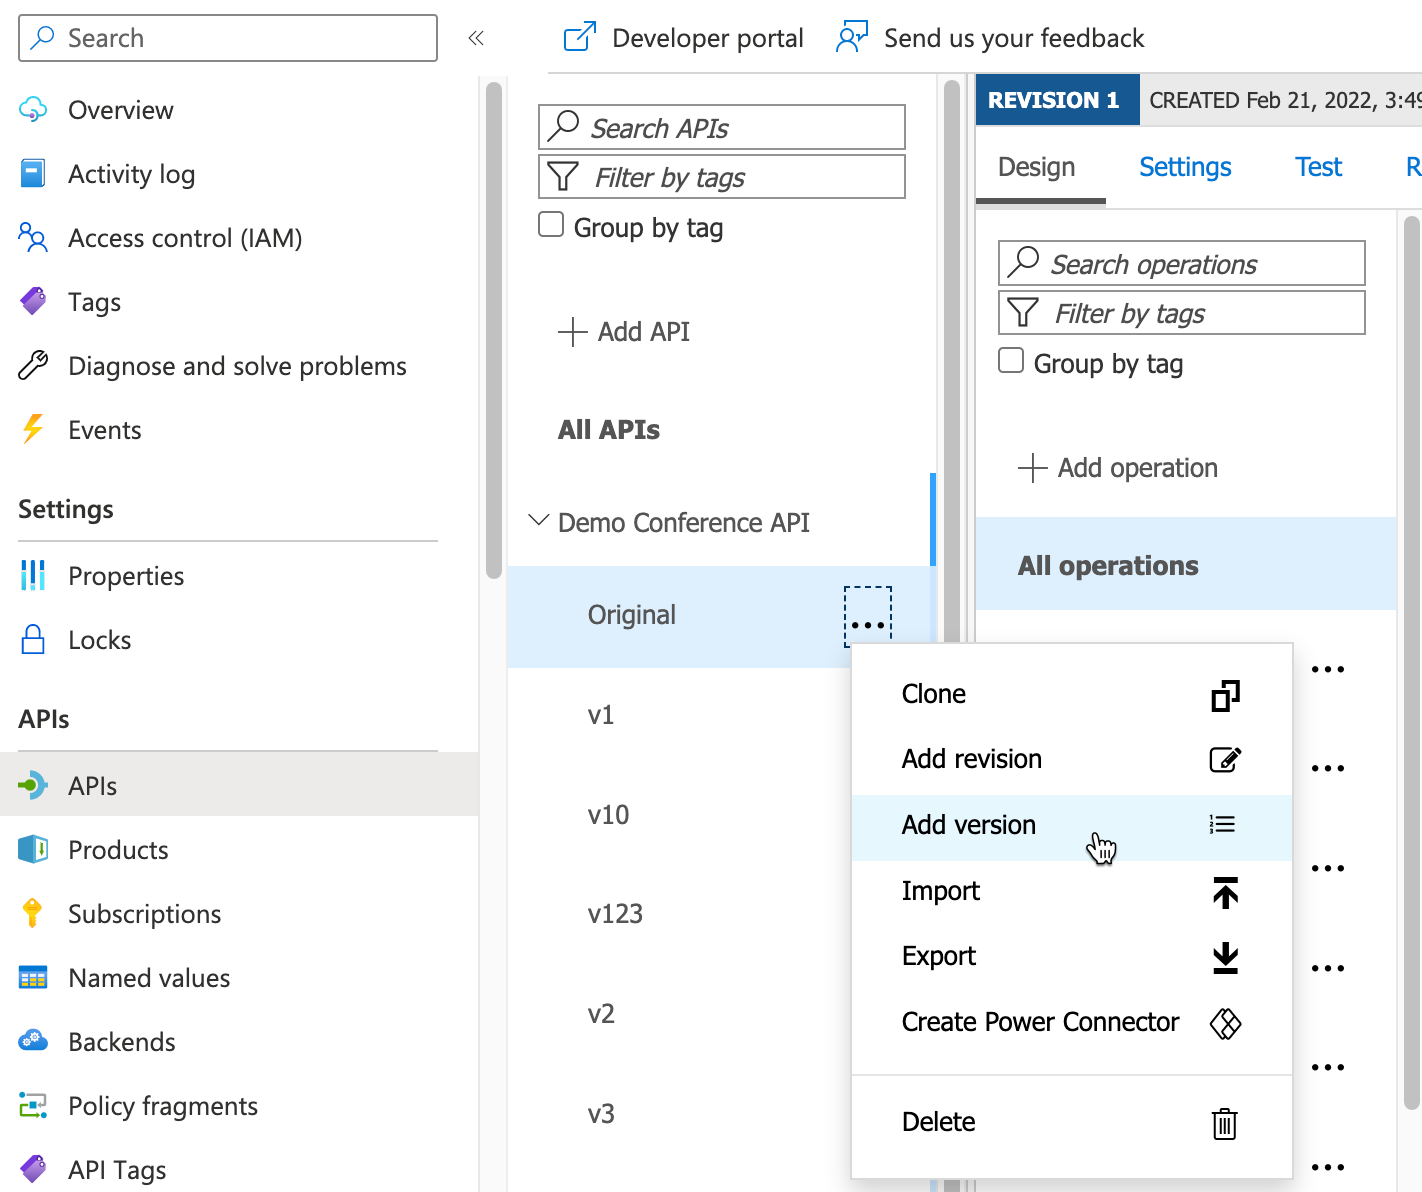 Search
«
Developer portal
Send us your feedback
Overview
Activity log
Access control (IAM)
Tags
Diagnose and solve problems
Events
Settings
Properties
Locks
APIs
APIs
Products
Subscriptions
Named values
Backends
Policy fragments
API Tags
Search APIs
Filter by tags
Group by tag
Add API
All APIs
Demo Conference API
Original
...
v1
v10
v123
v2
v3
REVISION 1
CREATED Feb 21, 2022, 3:49
Design
Settings
Test
R
Search operations
Filter by tags
Group by tag
Add operation
All operations
Clone
Add revision
Add version
Import
Export
Create Power Connector
Delete